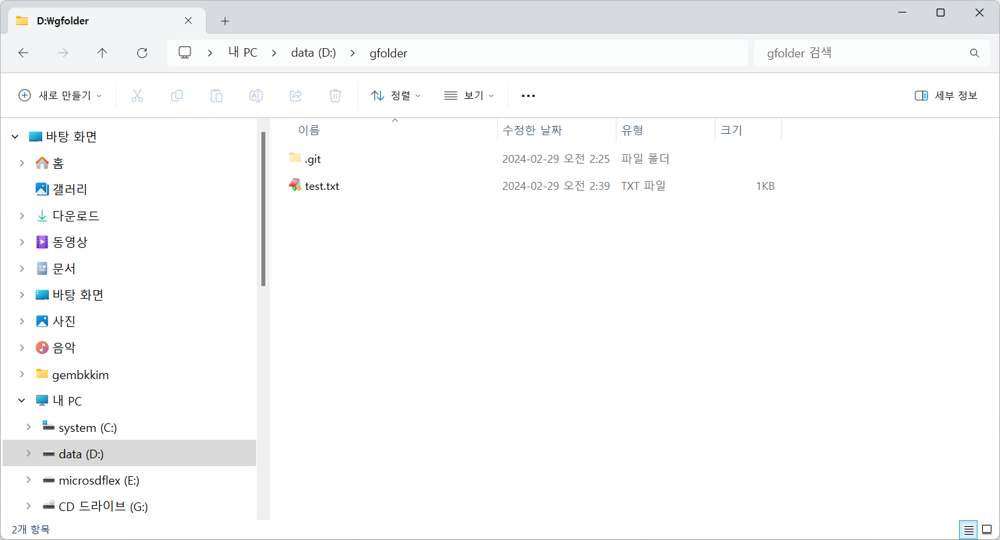 D:₩gfolder
내 PC
data (D:)
gfolder
gfolder 검색
새로 만들기
정렬
보기
세부 정보
이름 수정한 날짜 유형 크기
.git 2024-02-29 오전 2:25 파일 폴더
test.txt 2024-02-29 오전 2:39 TXT 파일 1KB
바탕 화면
홈
갤러리
다운로드
동영상
문서
바탕 화면
사진
음악
gembkkim
내 PC
system (C:)
data (D:)
microsdflex (E:)
CD 드라이브 (G:)
2개 항목